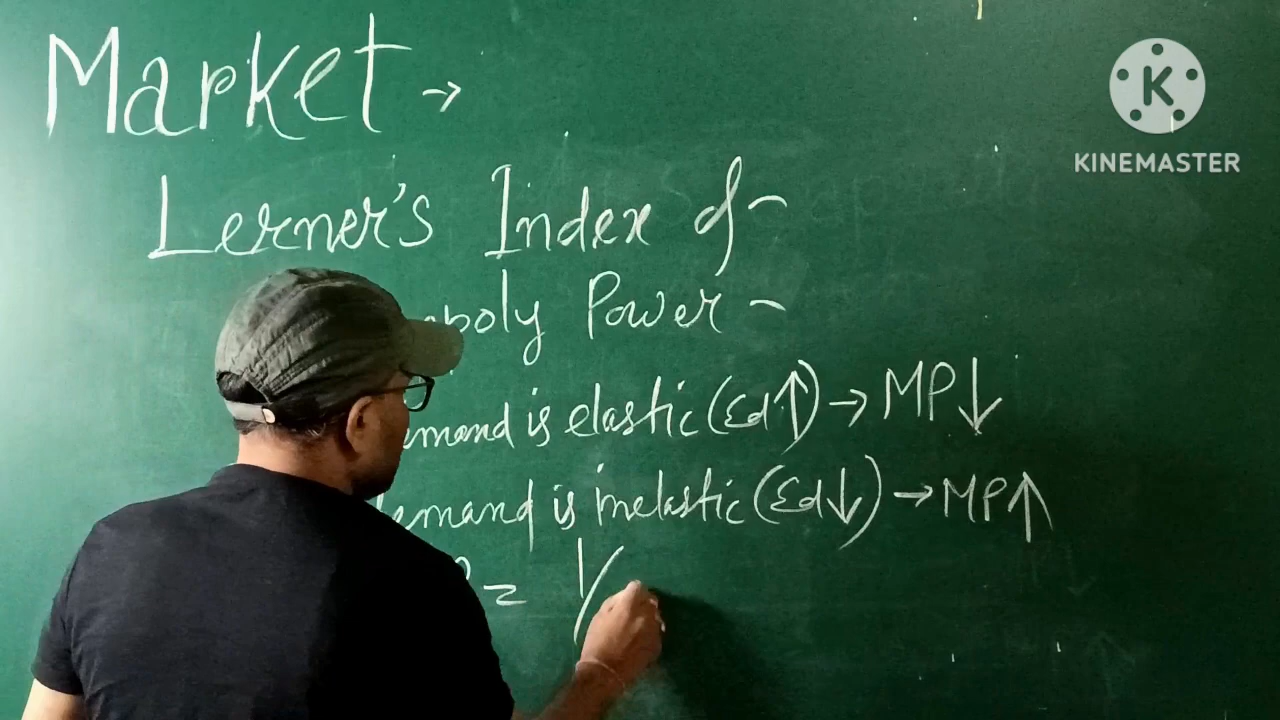 Market →
KINEMASTER
Lerner's Index of -
Power -
is elastic (Ed↑) → MP↓
is inelastic (Ed↓) → MP↑
= 1/